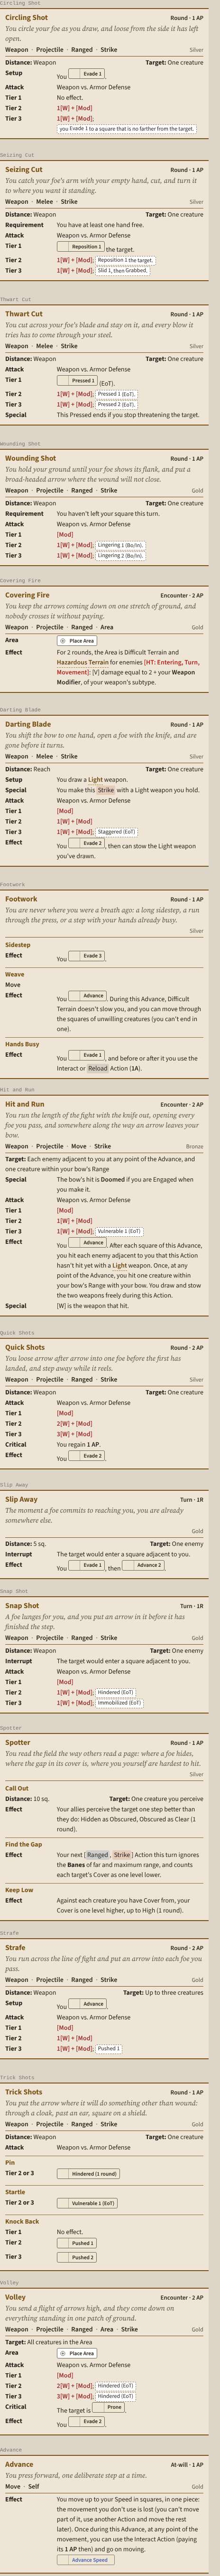 Circling Shot
Circling Shot Round · 1 AP
You circle your foe as you draw, and loose from the side it has left
open.
Weapon · Projectile · Ranged · Strike Silver
Distance: Weapon Target: One creature
Setup You Evade 1
Attack Weapon vs. Armor Defense
Tier 1 No effect.
Tier 2 1[W] + [Mod]
Tier 3 1[W] + [Mod];
you Evade 1 to a square that is no farther from the target.
Seizing Cut
Seizing Cut Round · 1 AP
You catch your foe's arm with your empty hand, cut, and turn it
to where you want it standing.
Weapon · Melee · Strike Silver
Distance: Weapon Target: One creature
Requirement You have at least one hand free.
Attack Weapon vs. Armor Defense
Tier 1 Reposition 1 the target.
Tier 2 1[W] + [Mod]; Reposition 1 the target.
Tier 3 1[W] + [Mod]; Slid 1, then Grabbed.
Thwart Cut
Thwart Cut Round · 1 AP
You cut across your foe's blade and lean on it, and every blow it
tries has to come through your steel.
Weapon · Melee · Strike Silver
Distance: Weapon Target: One creature
Attack Weapon vs. Armor Defense
Tier 1 Pressed 1 (EoT).
Tier 2 1[W] + [Mod]; Pressed 1 (EoT).
Tier 3 1[W] + [Mod]; Pressed 2 (EoT).
Special This Pressed ends if you stop threatening the target.
Wounding Shot
Wounding Shot Round · 1 AP
You hold your ground until your foe shows its flank, and put a
broad-headed arrow where the wound will not close.
Weapon · Projectile · Ranged · Strike Gold
Distance: Weapon Target: One creature
Requirement You haven't left your square this turn.
Attack Weapon vs. Armor Defense
Tier 1 [Mod]
Tier 2 1[W] + [Mod]; Lingering 1 (Bo/In).
Tier 3 1[W] + [Mod]; Lingering 2 (Bo/In).
Covering Fire
Covering Fire Encounter · 2 AP
You keep the arrows coming down on one stretch of ground, and
nobody crosses it without paying.
Weapon · Projectile · Ranged · Area Gold
Area Place Area
Effect For 2 rounds, the Area is Difficult Terrain and
Hazardous Terrain for enemies [HT: Entering, Turn,
Movement]: [V] damage equal to 2 + your Weapon
Modifier, of your weapon's subtype.
Darting Blade
Darting Blade Round · 1 AP
You shift the bow to one hand, open a foe with the knife, and are
gone before it turns.
Weapon · Melee · Strike Silver
Distance: Reach Target: One creature
Setup You draw a Light weapon.
Special You make this Strike with a Light weapon you hold.
Attack Weapon vs. Armor Defense
Tier 1 [Mod]
Tier 2 1[W] + [Mod]
Tier 3 1[W] + [Mod]; Staggered (EoT)
Effect You Evade 2, then can stow the Light weapon
you've drawn.
Footwork
Footwork Round · 1 AP
You are never where you were a breath ago: a long sidestep, a run
through the press, or a step with your hands already busy.
Silver
Sidestep
Effect You Evade 3
Weave
Move
Effect You Advance. During this Advance, Difficult
Terrain doesn't slow you, and you can move through
the squares of unwilling creatures (you can't end in
one).
Hands Busy
Effect You Evade 1, and before or after it you use the
Interact or Reload Action (1A).
Hit and Run
Hit and Run Encounter · 2 AP
You run the length of the fight with the knife out, opening every
foe you pass, and somewhere along the way an arrow leaves your
bow.
Weapon · Projectile · Move · Strike Bronze
Target: Each enemy adjacent to you at any point of the Advance, and
one creature within your bow's Range
Special The bow's hit is Doomed if you are Engaged when
you make it.
Attack Weapon vs. Armor Defense
Tier 1 [Mod]
Tier 2 1[W] + [Mod]
Tier 3 1[W] + [Mod]; Vulnerable 1 (EoT)
Effect You Advance. After each square of this Advance,
you hit each enemy adjacent to you that this Action
hasn't hit yet with a Light weapon. Once, at any
point of the Advance, you hit one creature within
your bow's Range with your bow. You draw and stow
the two weapons freely during this Action.
Special [W] is the weapon that hit.
Quick Shots
Quick Shots Encounter · 2 AP
You loose arrow after arrow into one foe before the first has
landed, and step away while it reels.
Weapon · Projectile · Ranged · Strike Silver
Distance: Weapon Target: One creature
Attack Weapon vs. Armor Defense
Tier 1 [Mod]
Tier 2 2[W] + [Mod]
Tier 3 3[W] + [Mod]
Critical You regain 1 AP.
Effect You Evade 2
Slip Away
Slip Away Turn · 1R
The moment a foe commits to reaching you, you are already
somewhere else.
Gold
Distance: 5 sq. Target: One enemy
Interrupt The target would enter a square adjacent to you.
Effect You Evade 1, then Advance 2
Snap Shot
Snap Shot Turn · 1R
A foe lunges for you, and you put an arrow in it before it has
finished the step.
Weapon · Projectile · Ranged · Strike Gold
Distance: Weapon Target: One enemy
Interrupt The target would enter a square adjacent to you.
Attack Weapon vs. Armor Defense
Tier 1 [Mod]
Tier 2 1[W] + [Mod]; Hindered (EoT)
Tier 3 1[W] + [Mod]; Immobilized (EoT)
Spotter
Spotter Round · 1 AP
You read the field the way others read a page: where a foe hides,
where the gap in its cover is, where you yourself are hardest to hit.
Silver
Call Out
Distance: 10 sq. Target: One creature you perceive
Effect Your allies perceive the target one step better than
they do: Hidden as Obscured, Obscured as Clear (1
round).
Find the Gap
Effect Your next [Ranged, Strike] Action this turn ignores
the Banes of far and maximum range, and counts
each target's Cover as one level lower.
Keep Low
Effect Against each creature you have Cover from, your
Cover is one level higher, up to High (1 round).
Strafe
Strafe Round · 2 AP
You run across the line of fight and put an arrow into each foe you
pass.
Weapon · Projectile · Ranged · Strike Gold
Distance: Weapon Target: Up to three creatures
Setup You Advance
Attack Weapon vs. Armor Defense
Tier 1 [Mod]
Tier 2 1[W] + [Mod]
Tier 3 1[W] + [Mod]; Pushed 1
Trick Shots
Trick Shots Round · 1 AP
You put the arrow where it will do something other than wound:
through a cloak, past an ear, square on a shield.
Weapon · Projectile · Ranged · Strike Gold
Distance: Weapon Target: One creature
Attack Weapon vs. Armor Defense
Pin
Tier 2 or 3 Hindered (1 round)
Startle
Tier 2 or 3 Vulnerable 1 (EoT)
Knock Back
Tier 1 No effect.
Tier 2 Pushed 1
Tier 3 Pushed 2
Volley
Volley Encounter · 2 AP
You send a flight of arrows high, and they come down on
everything standing in one patch of ground.
Weapon · Projectile · Ranged · Area · Strike Gold
Target: All creatures in the Area
Area Place Area
Attack Weapon vs. Armor Defense
Tier 1 [Mod]
Tier 2 2[W] + [Mod]; Hindered (EoT)
Tier 3 3[W] + [Mod]; Hindered (EoT)
Critical The target is Prone
Effect You Evade 2.
Advance
Advance At-will · 1 AP
You press forward, one deliberate step at a time.
Move · Self Gold
Effect You move up to your Speed in squares, in one piece:
the movement you don't use is lost (you can't move
part of it, use another Action and move the rest
later). Once during this Advance, at any point of the
movement, you can use the Interact Action (paying
its 1 AP then) and go on moving.
Advance Speed